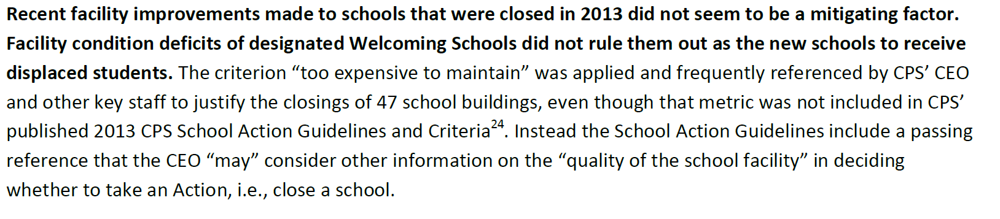 Recent facility improvements made to schools that were closed in 2013 did not seem to be a mitigating factor.
Facility condition deficits of designated Welcoming Schools did not rule them out as the new schools to receive
displaced students. The criterion “too expensive to maintain” was applied and frequently referenced by CPS’ CEO
and other key staff to justify the closings of 47 school buildings, even though that metric was not included in CPS’
published 2013 CPS School Action Guidelines and Criteria24. Instead the School Action Guidelines include a passing
reference that the CEO “may” consider other information on the “quality of the school facility” in deciding
whether to take an Action, i.e., close a school.